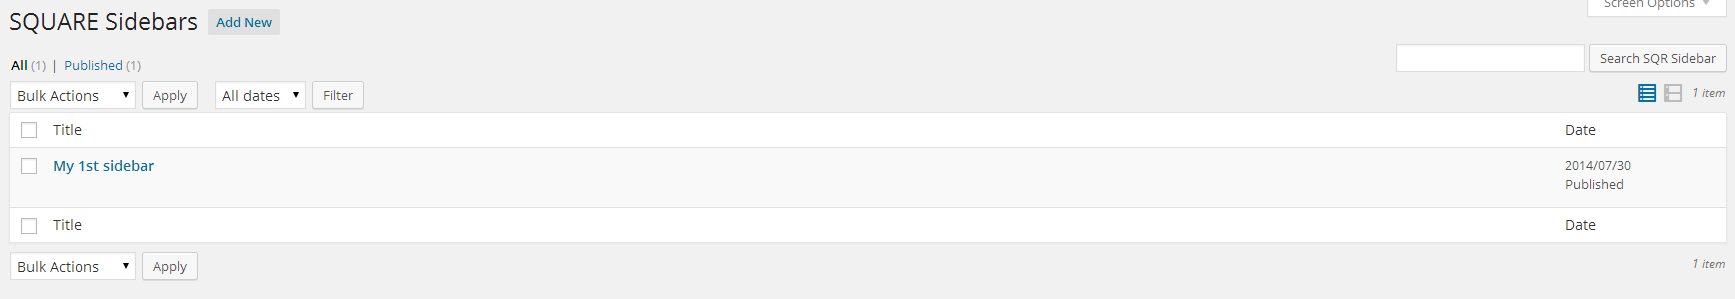 Screen Options
SQUARE Sidebars Add New
All (1) | Published (1)
Search SQR Sidebar
Bulk Actions Apply All dates Filter 1 item
Title Date
My 1st sidebar 2014/07/30
Published
Title Date
Bulk Actions Apply 1 item